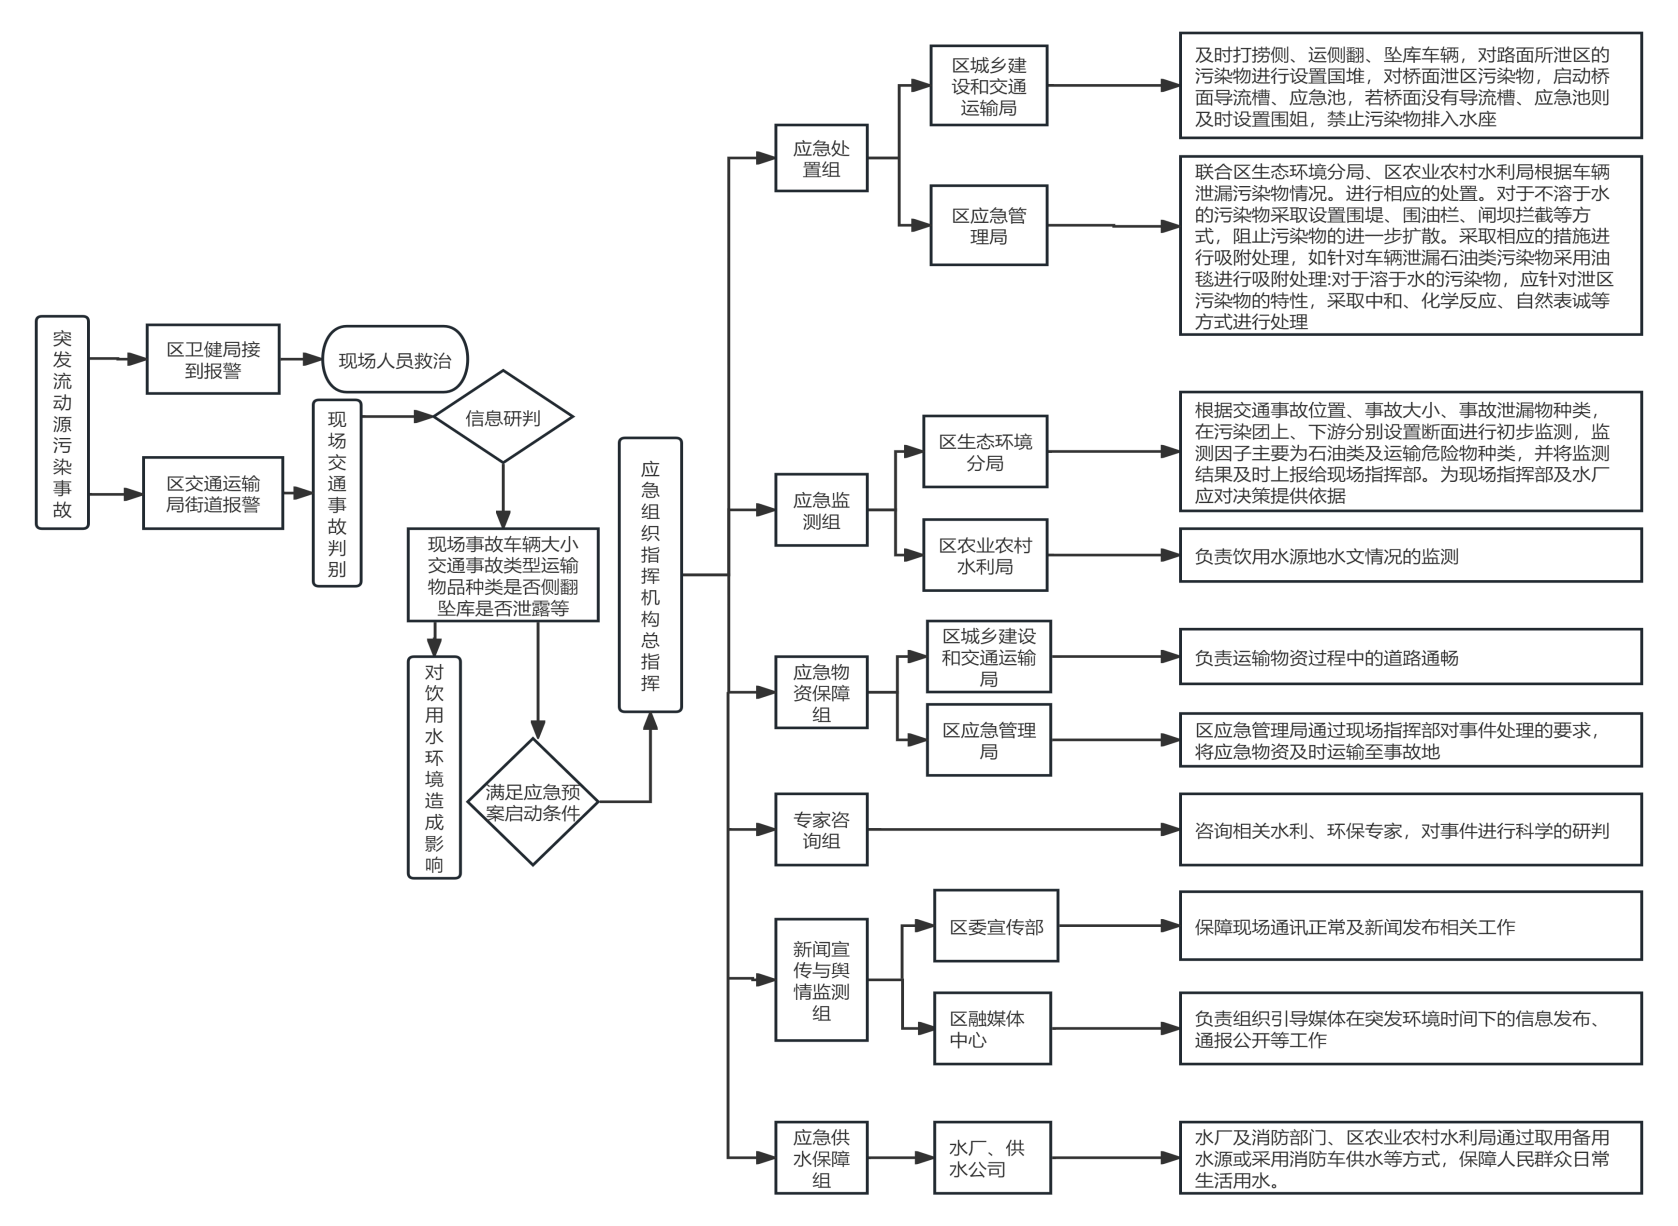 突
发
流
动
源
污
染
事
故
区卫健局接
到报警
现场人员救治
区交通运输
局街道报警
现
场
交
通
事
故
判
别
信息研判
现场事故车辆大小
交通事故类型运输
物品种类是否侧翻
坠库是否泄露等
对
饮
用
水
环
境
造
成
影
响
满足应急预
案启动条件
应
急
组
织
指
挥
机
构
总
指
挥
应急处
置组
区城乡建
设和交通
运输局
及时打捞侧、运侧翻、坠库车辆，对路面所泄区的
污染物进行设置国堆，对桥面泄区污染物，启动桥
面导流槽、应急池，若桥面没有导流槽、应急池则
及时设置围姐，禁止污染物排入水座
区应急管
理局
联合区生态环境分局、区农业农村水利局根据车辆
泄漏污染物情况。进行相应的处置。对于不溶于水
的污染物采取设置围堤、围油栏、闸坝拦截等方
式，阻止污染物的进一步扩散。采取相应的措施进
行吸附处理，如针对车辆泄漏石油类污染物采用油
毯进行吸附处理:对于溶于水的污染物，应针对泄区
污染物的特性，采取中和、化学反应、自然表诚等
方式进行处理
应急监
测组
区生态环境
分局
根据交通事故位置、事故大小、事故泄漏物种类，
在污染团上、下游分别设置断面进行初步监测，监
测因子主要为石油类及运输危险物种类，并将监测
结果及时上报给现场指挥部。为现场指挥部及水厂
应对决策提供依据
区农业农村
水利局
负责饮用水源地水文情况的监测
应急物
资保障
组
区城乡建设
和交通运输
局
负责运输物资过程中的道路通畅
区应急管理
局
区应急管理局通过现场指挥部对事件处理的要求，
将应急物资及时运输至事故地
专家咨
询组
咨询相关水利、环保专家，对事件进行科学的研判
新闻宣
传与舆
情监测
组
区委宣传部
保障现场通讯正常及新闻发布相关工作
区融媒体
中心
负责组织引导媒体在突发环境时间下的信息发布、
通报公开等工作
应急供
水保障
组
水厂、供
水公司
水厂及消防部门、区农业农村水利局通过取用备用
水源或采用消防车供水等方式，保障人民群众日常
生活用水。